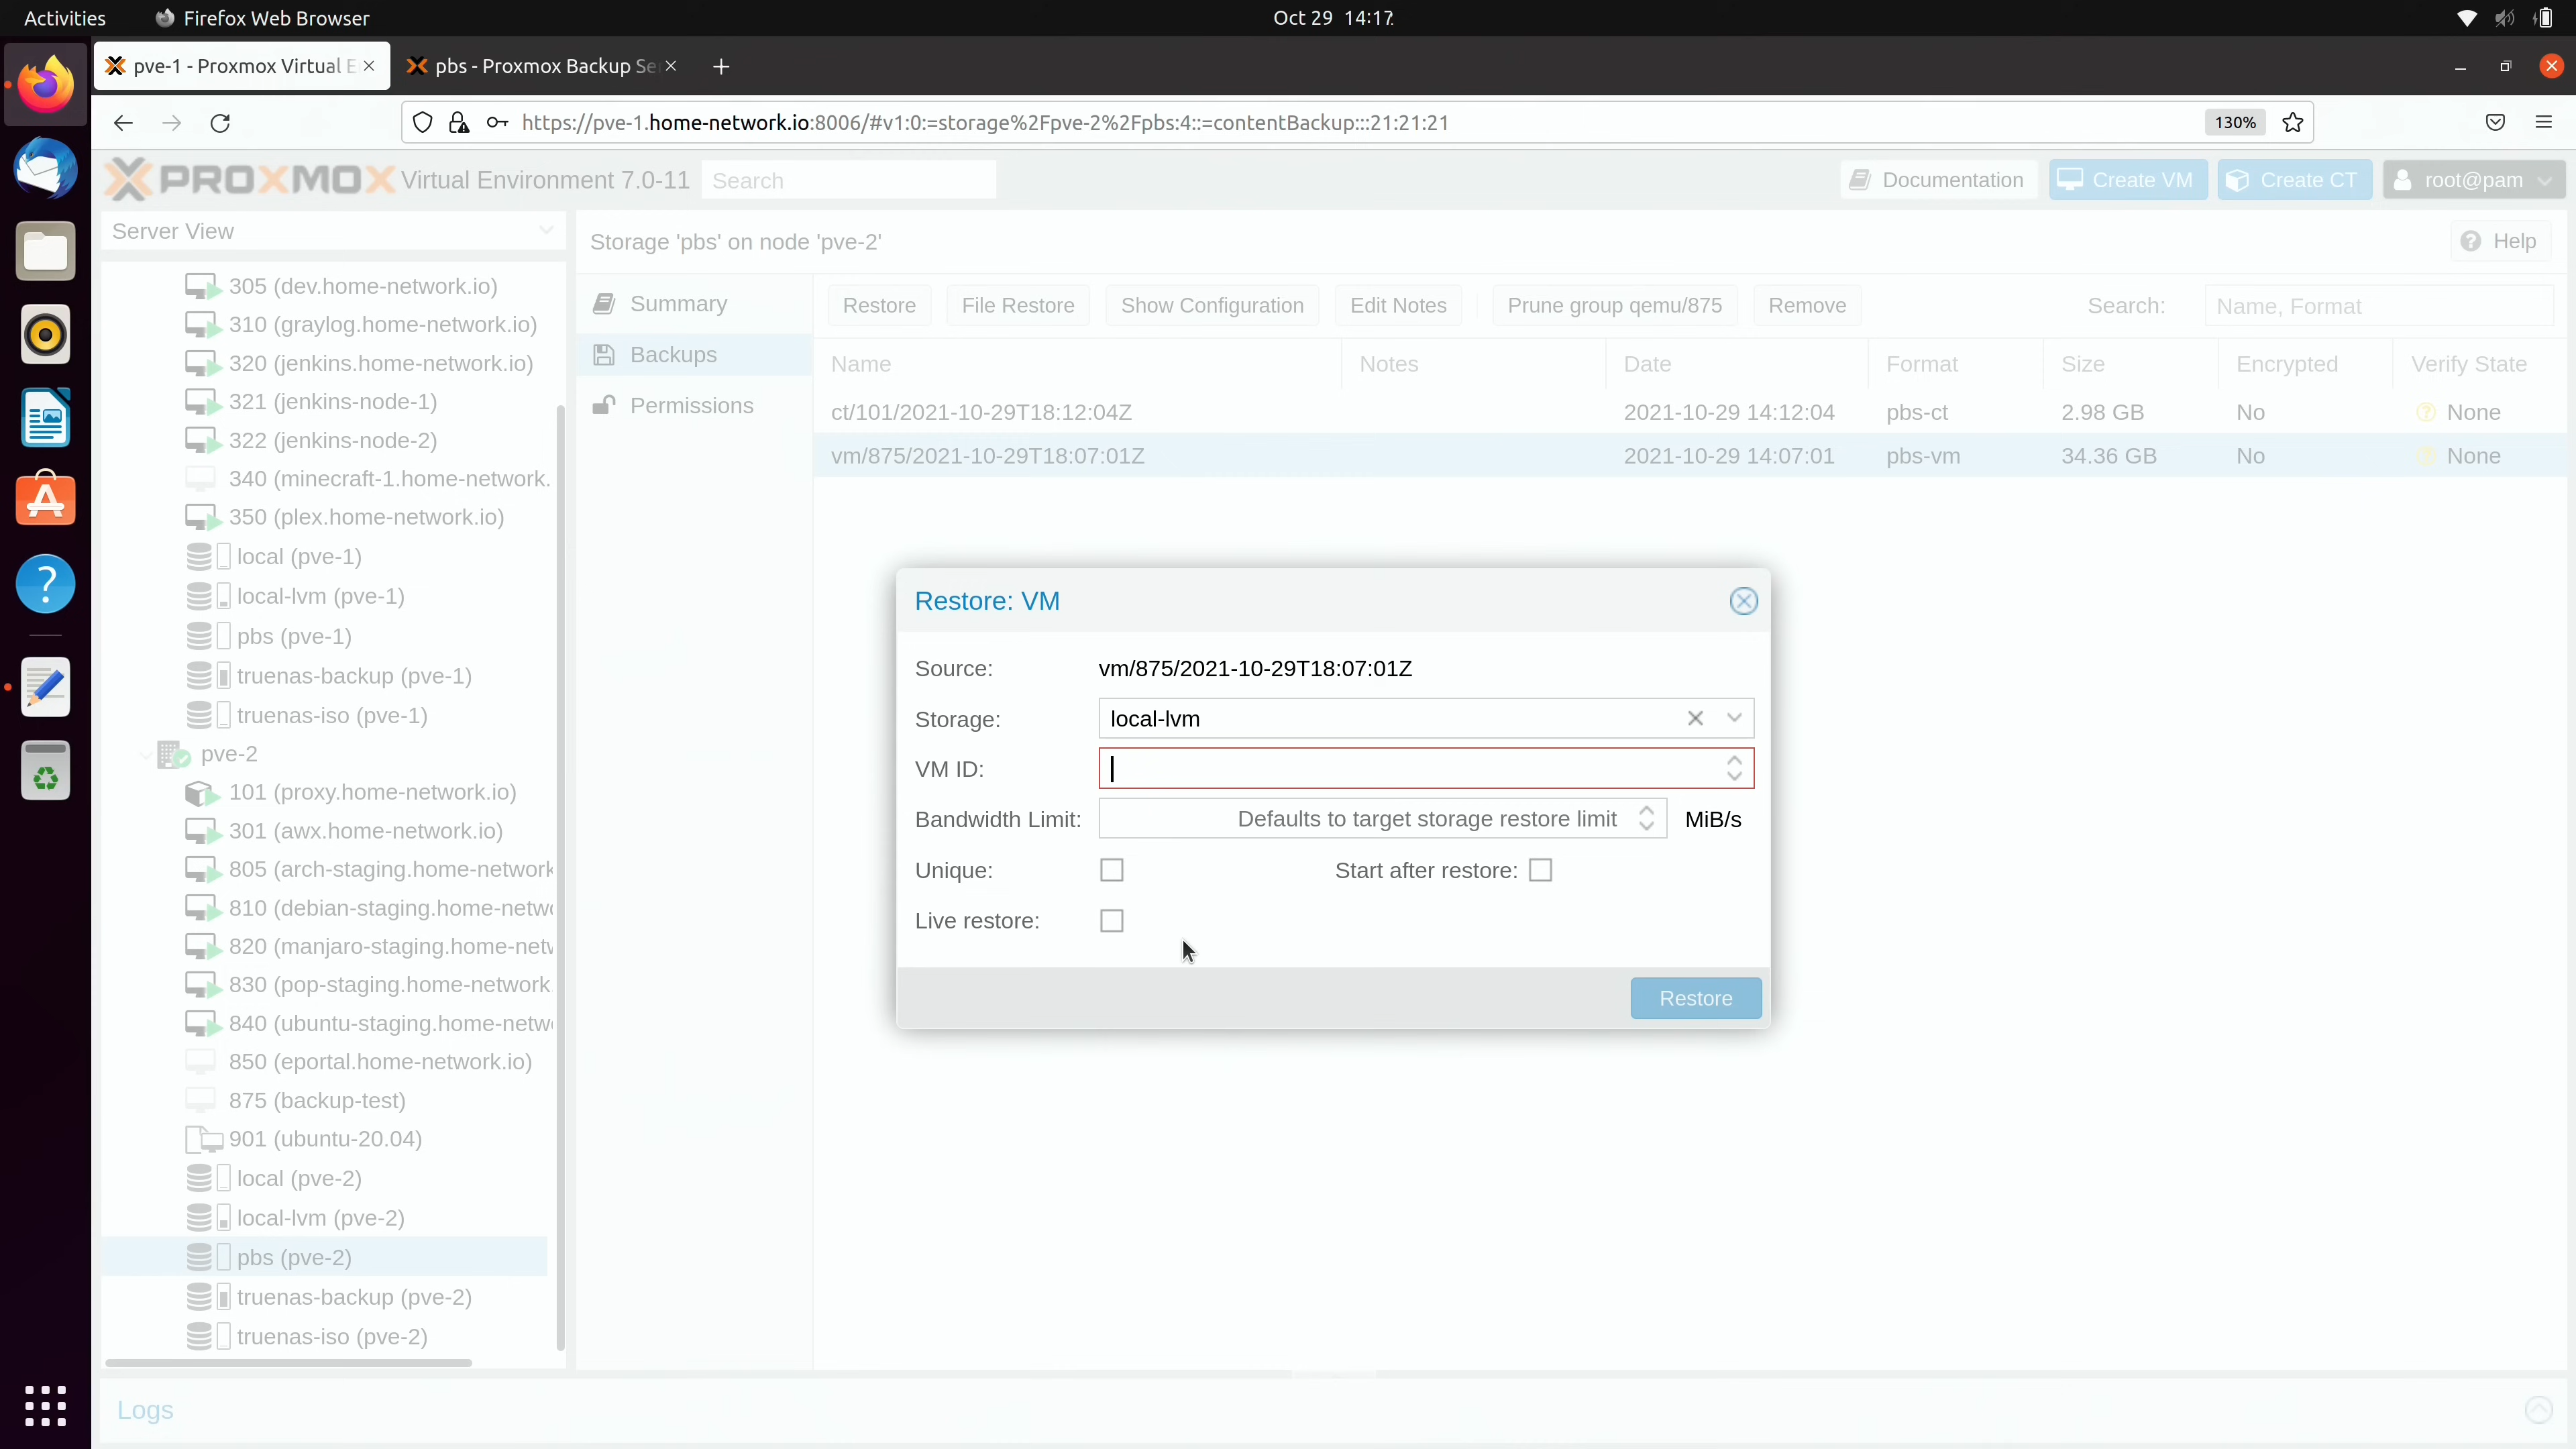 Activities
Firefox Web Browser
Oct 29 14:17
pve-1 - Proxmox Virtual E
pbs - Proxmox Backup Se
https://pve-1.home-network.io:8006/#v1:0:=storage%2Fpve-2%2Fpbs:4::=contentBackup:::21:21:21
130%
PROXMOX Virtual Environment 7.0-11
Search
Documentation
Create VM
Create CT
root@pam
Server View
Storage 'pbs' on node 'pve-2'
Help
305 (dev.home-network.io)
310 (graylog.home-network.io)
320 (jenkins.home-network.io)
321 (jenkins-node-1)
322 (jenkins-node-2)
340 (minecraft-1.home-network.
350 (plex.home-network.io)
local (pve-1)
local-lvm (pve-1)
pbs (pve-1)
truenas-backup (pve-1)
truenas-iso (pve-1)
pve-2
101 (proxy.home-network.io)
301 (awx.home-network.io)
805 (arch-staging.home-network
810 (debian-staging.home-netw
820 (manjaro-staging.home-netw
830 (pop-staging.home-network
840 (ubuntu-staging.home-netw
850 (eportal.home-network.io)
875 (backup-test)
901 (ubuntu-20.04)
local (pve-2)
local-lvm (pve-2)
pbs (pve-2)
truenas-backup (pve-2)
truenas-iso (pve-2)
Summary
Backups
Permissions
Restore
File Restore
Show Configuration
Edit Notes
Prune group qemu/875
Remove
Search:
Name, Format
Name Notes Date Format Size Encrypted Verify State
ct/101/2021-10-29T18:12:04Z 2021-10-29 14:12:04 pbs-ct 2.98 GB No None
vm/875/2021-10-29T18:07:01Z 2021-10-29 14:07:01 pbs-vm 34.36 GB No None
Restore: VM
Source: vm/875/2021-10-29T18:07:01Z
Storage: local-lvm
VM ID:
Bandwidth Limit: Defaults to target storage restore limit MiB/s
Unique:
Start after restore:
Live restore:
Restore
Logs